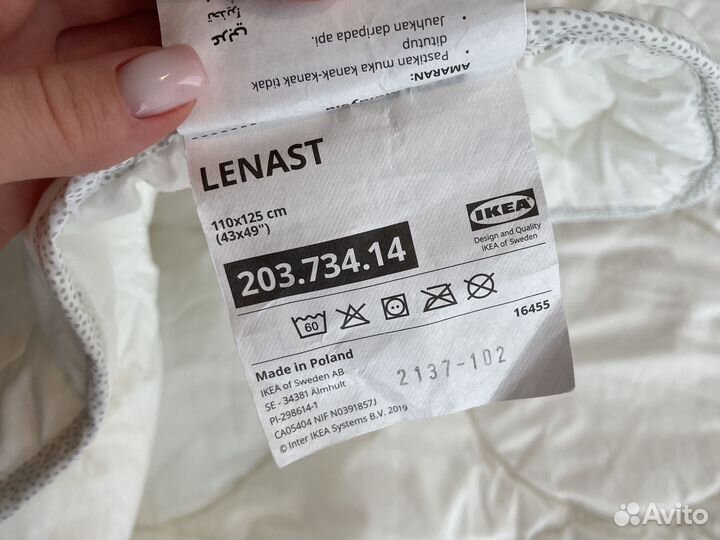 عربي
تحذير!
AMARAN:
• Pastikan muka kanak-kanak tidak
ditutup
• Jauhkan daripada api.
LENAST
110x125 cm
(43x49")
IKEA
Design and Quality
IKEA of Sweden
203.734.14
60
16455
Made in Poland
IKEA of Sweden AB
SE - 34381 Älmhult
PI-298614-1
CA05404 NIF N0391857J
© Inter IKEA Systems B.V. 2019
2137-102
Avito